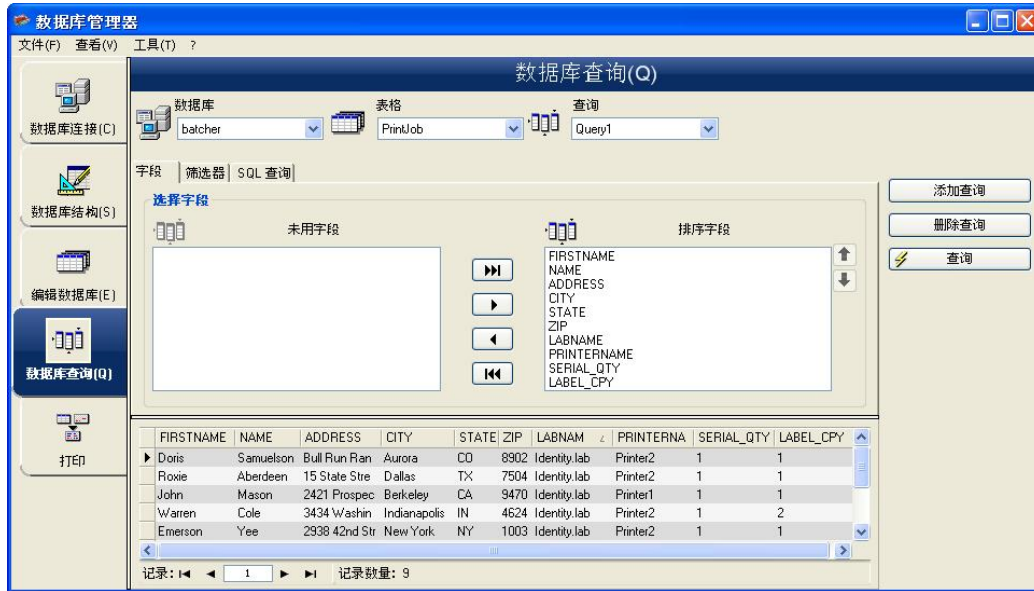 数据库管理器
文件(F) 查看(V) 工具(T) ?
数据库连接(C)
数据库结构(S)
编辑数据库(E)
数据库查询(Q)
打印
数据库查询(Q)
数据库 表格 查询
batcher PrintJob Query1
字段 筛选器 SQL 查询
选择字段
未用字段 排序字段
FIRSTNAME
NAME
ADDRESS
CITY
STATE
ZIP
LABNAME
PRINTERNAME
SERIAL_QTY
LABEL_CPY
添加查询
删除查询
查询
FIRSTNAME NAME ADDRESS CITY STATE ZIP LABNAM PRINTERNA SERIAL_QTY LABEL_CPY
Doris Samuelson Bull Run Ran Aurora CO 8902 Identity.lab Printer2 1 1
Roxie Aberdeen 15 State Stre Dallas TX 7504 Identity.lab Printer2 1 1
John Mason 2421 Prospec Berkeley CA 9470 Identity.lab Printer1 1 1
Warren Cole 3434 Washin Indianapolis IN 4624 Identity.lab Printer2 1 2
Emerson Yee 2938 42nd Str New York NY 1003 Identity.lab Printer2 1 1
记录: 1 记录数量: 9